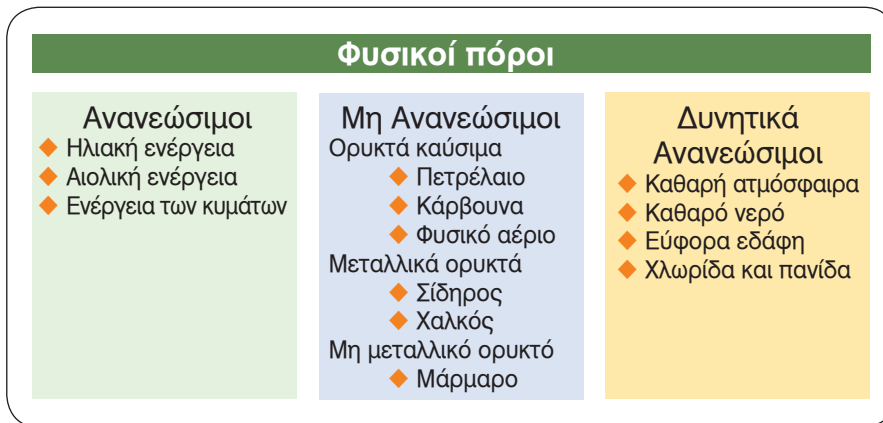 Φυσικοί πόροι
Ανανεώσιμοι
Ηλιακή ενέργεια
Αιολική ενέργεια
Ενέργεια των κυμάτων
Μη Ανανεώσιμοι
Ορυκτά καύσιμα
Πετρέλαιο
Κάρβουνα
Φυσικό αέριο
Μεταλλικά ορυκτά
Σίδηρος
Χαλκός
Μη μεταλλικό ορυκτό
Μάρμαρο
Δυνητικά
Ανανεώσιμοι
Καθαρή ατμόσφαιρα
Καθαρό νερό
Εύφορα εδάφη
Χλωρίδα και πανίδα